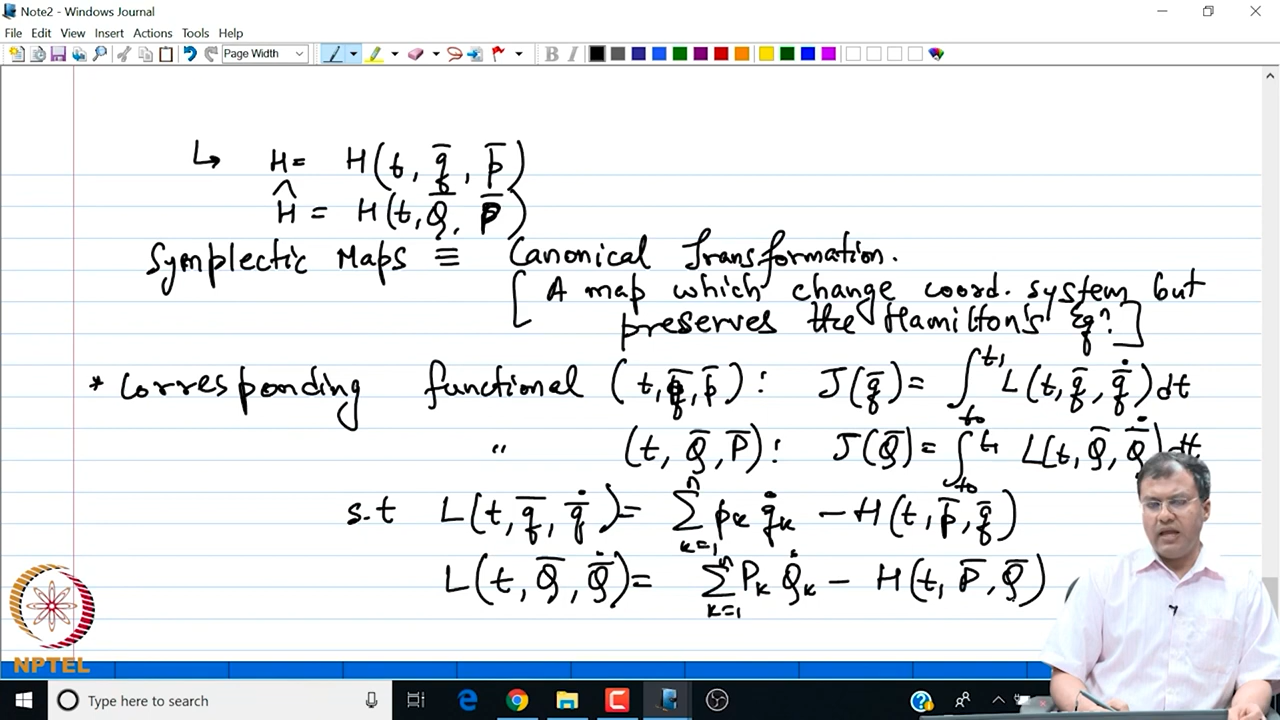 Note2 - Windows Journal
File Edit View Insert Actions Tools Help
Page Width
B I
↳ H = H(t, q̄, p̄)
Ĥ = H(t, Q̄, P̄)
Symplectic Maps ≡ Canonical Transformation.
[A map which change coord. system but
preserves the Hamilton's Eqⁿ.]
* Corresponding functional (t, q̄, p̄) : J(q̄) = ∫_{t₀}^{t₁} L(t, q̄, q̄̇) dt
" (t, Q̄, P̄) : J(Q̄) = ∫_{t₀}^{t₁} L(t, Q̄, Q̄̇) dt
s.t L(t, q̄, q̄̇) = Σ_{k=1}^{n} pₖ q̇ₖ – H(t, p̄, q̄)
L(t, Q̄, Q̄̇) = Σ_{k=1}^{n} Pₖ Q̇ₖ – H(t, P̄, Q̄)
NPTEL
Type here to search